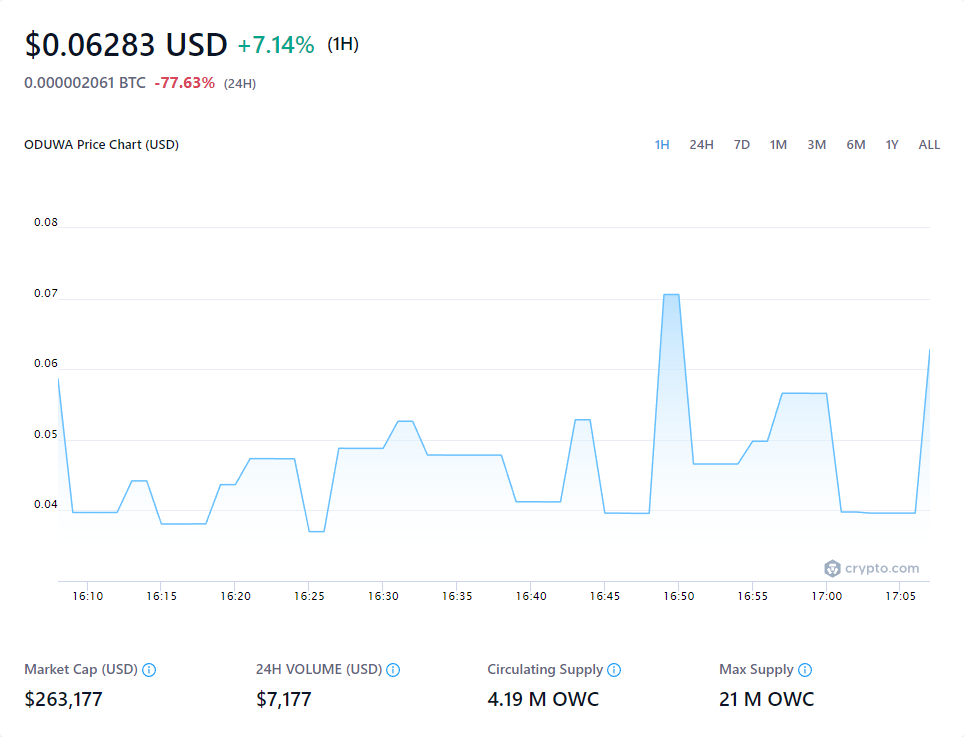 $0.06283 USD +7.14% (1H)
0.000002061 BTC -77.63% (24H)
ODUWA Price Chart (USD)
1H 24H 7D 1M 3M 6M 1Y ALL
0.08
0.07
0.06
0.05
0.04
crypto.com
16:10 16:15 16:20 16:25 16:30 16:35 16:40 16:45 16:50 16:55 17:00 17:05
Market Cap (USD) 24H VOLUME (USD) Circulating Supply Max Supply
$263,177 $7,177 4.19 M OWC 21 M OWC